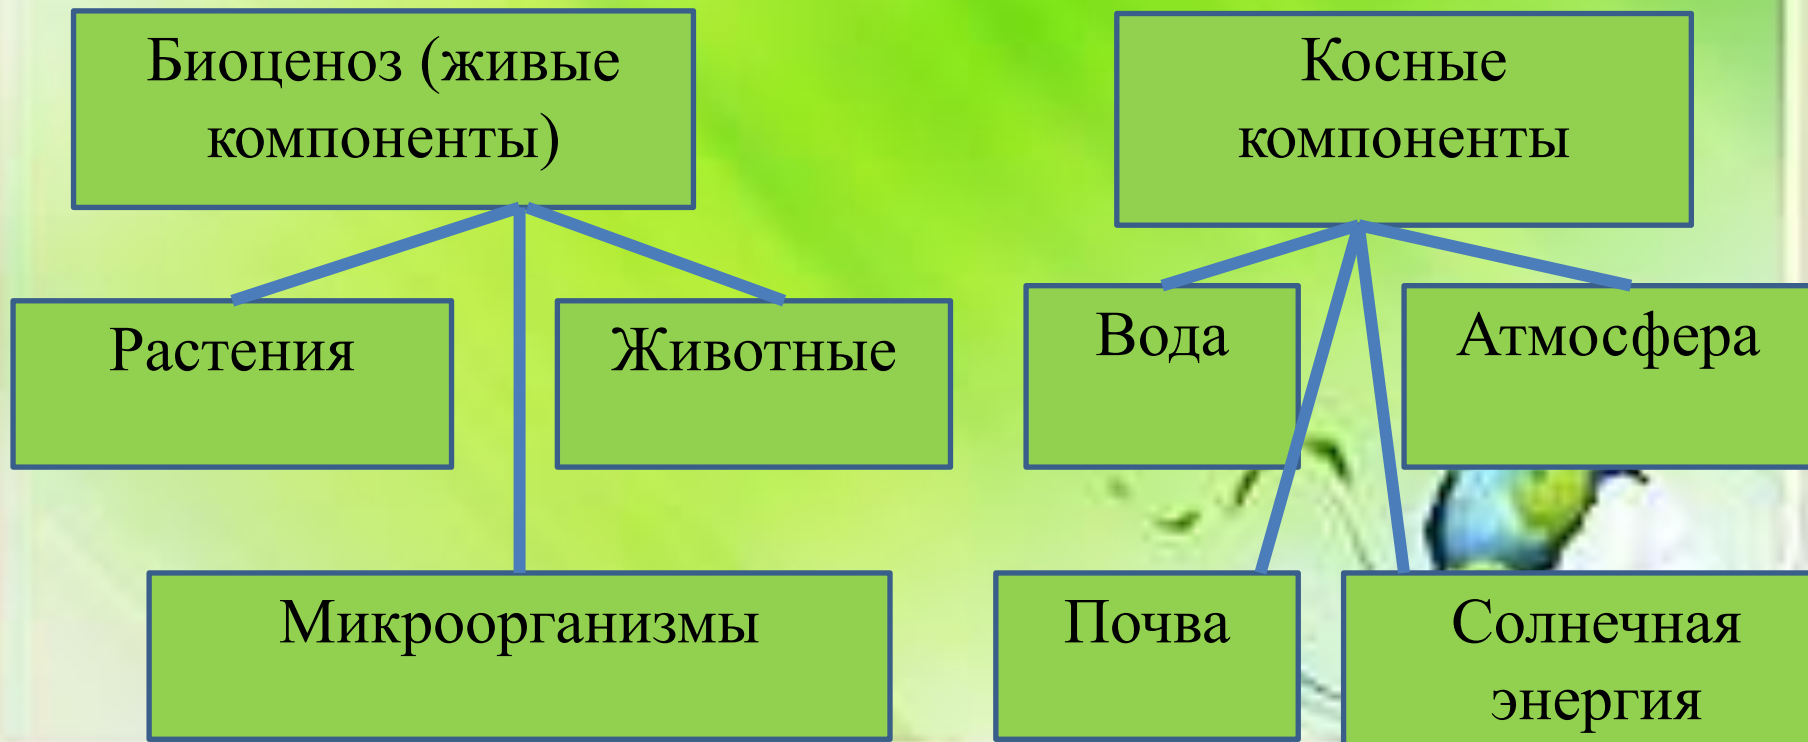 Биоценоз (живые
компоненты)
Косные
компоненты
Растения
Животные
Вода
Атмосфера
Микроорганизмы
Почва
Солнечная
энергия